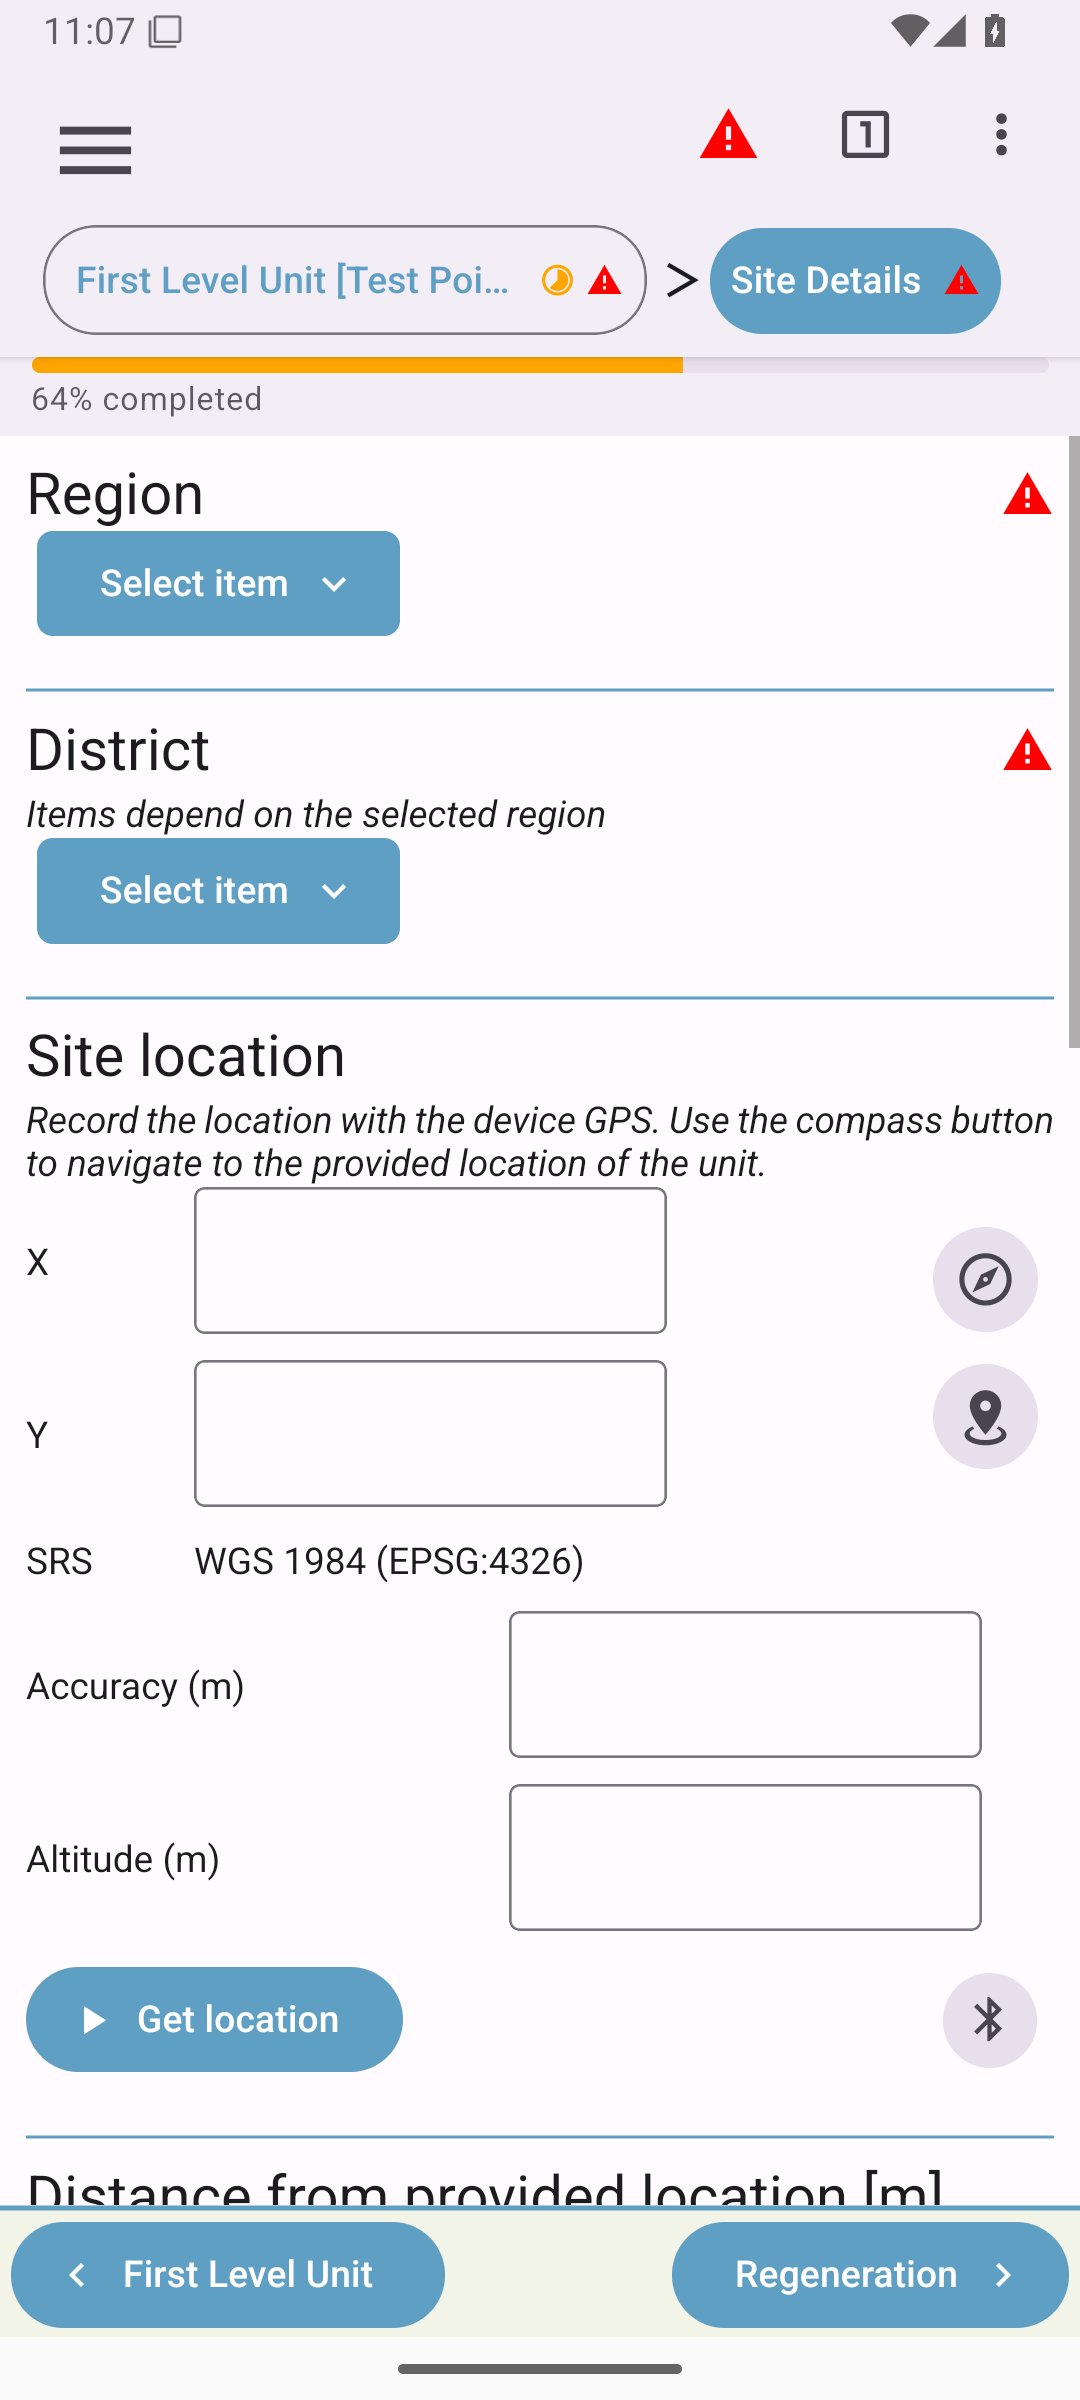 11:07
1
First Level Unit [Test Poi...
>
Site Details
64% completed
Region
Select item
District
Items depend on the selected region
Select item
Site location
Record the location with the device GPS. Use the compass button
to navigate to the provided location of the unit.
X
Y
SRS WGS 1984 (EPSG:4326)
Accuracy (m)
Altitude (m)
Get location
Distance from provided location [m]
First Level Unit
Regeneration